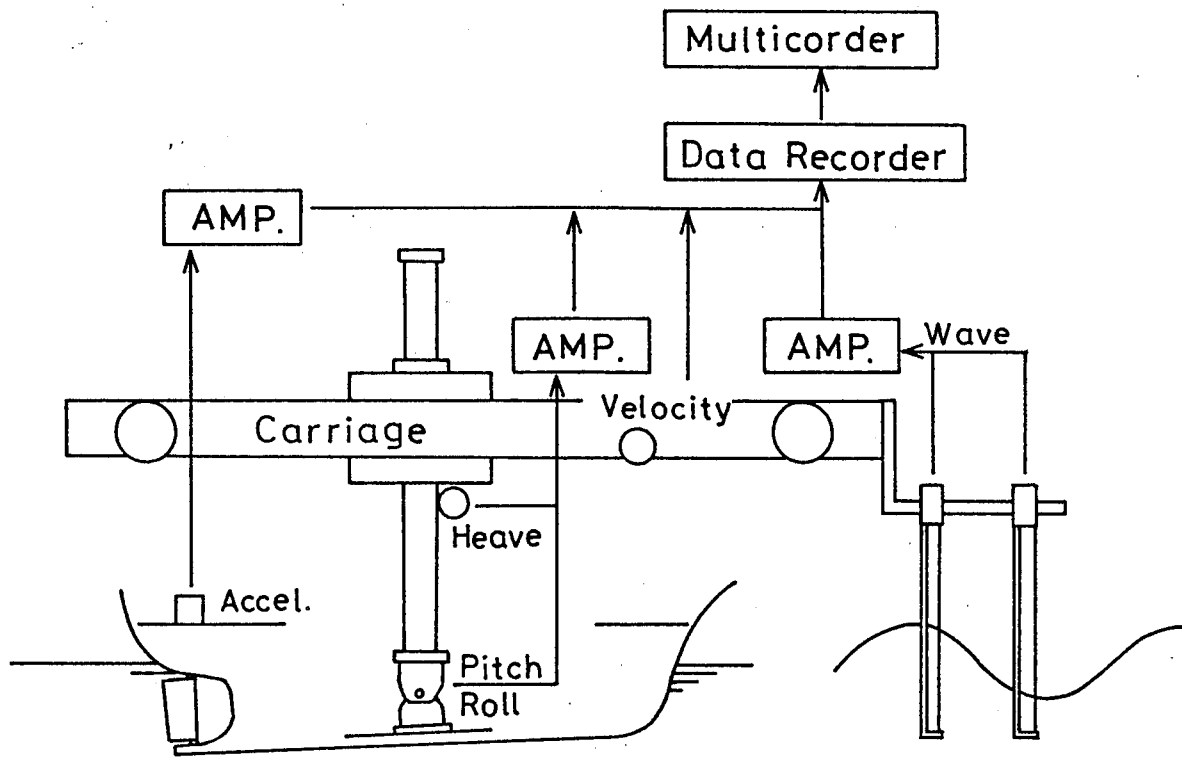 Multicorder
Data Recorder
AMP.
AMP.
AMP.
Wave
Velocity
Carriage
Heave
Accel.
Pitch
Roll